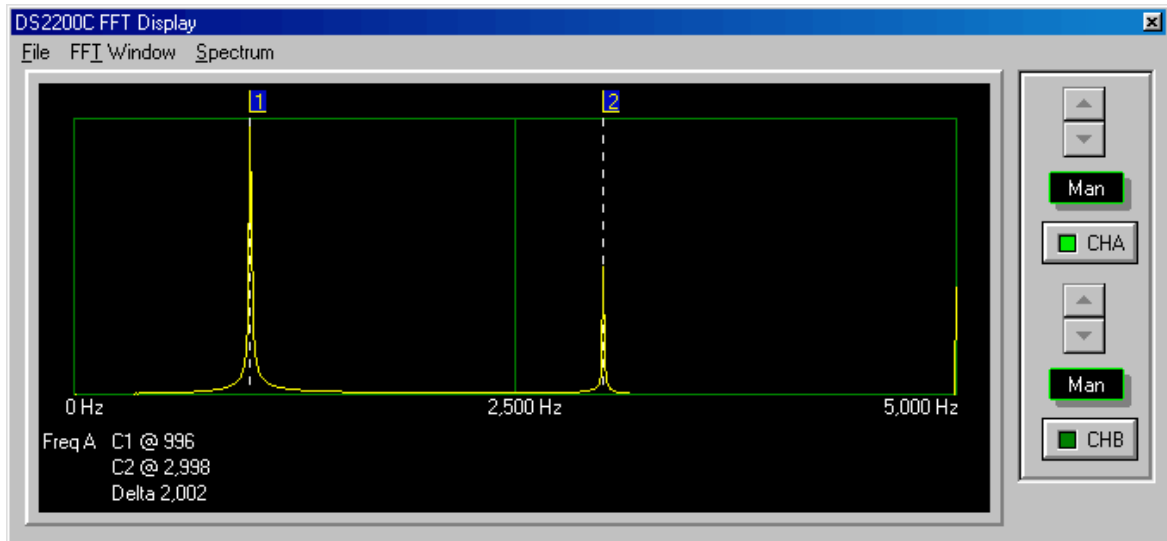 DS2200C FFT Display
File FFT Window Spectrum
1 2
0 Hz 2,500 Hz 5,000 Hz
Freq A C1 @ 996
C2 @ 2,998
Delta 2,002
Man
CHA
Man
CHB